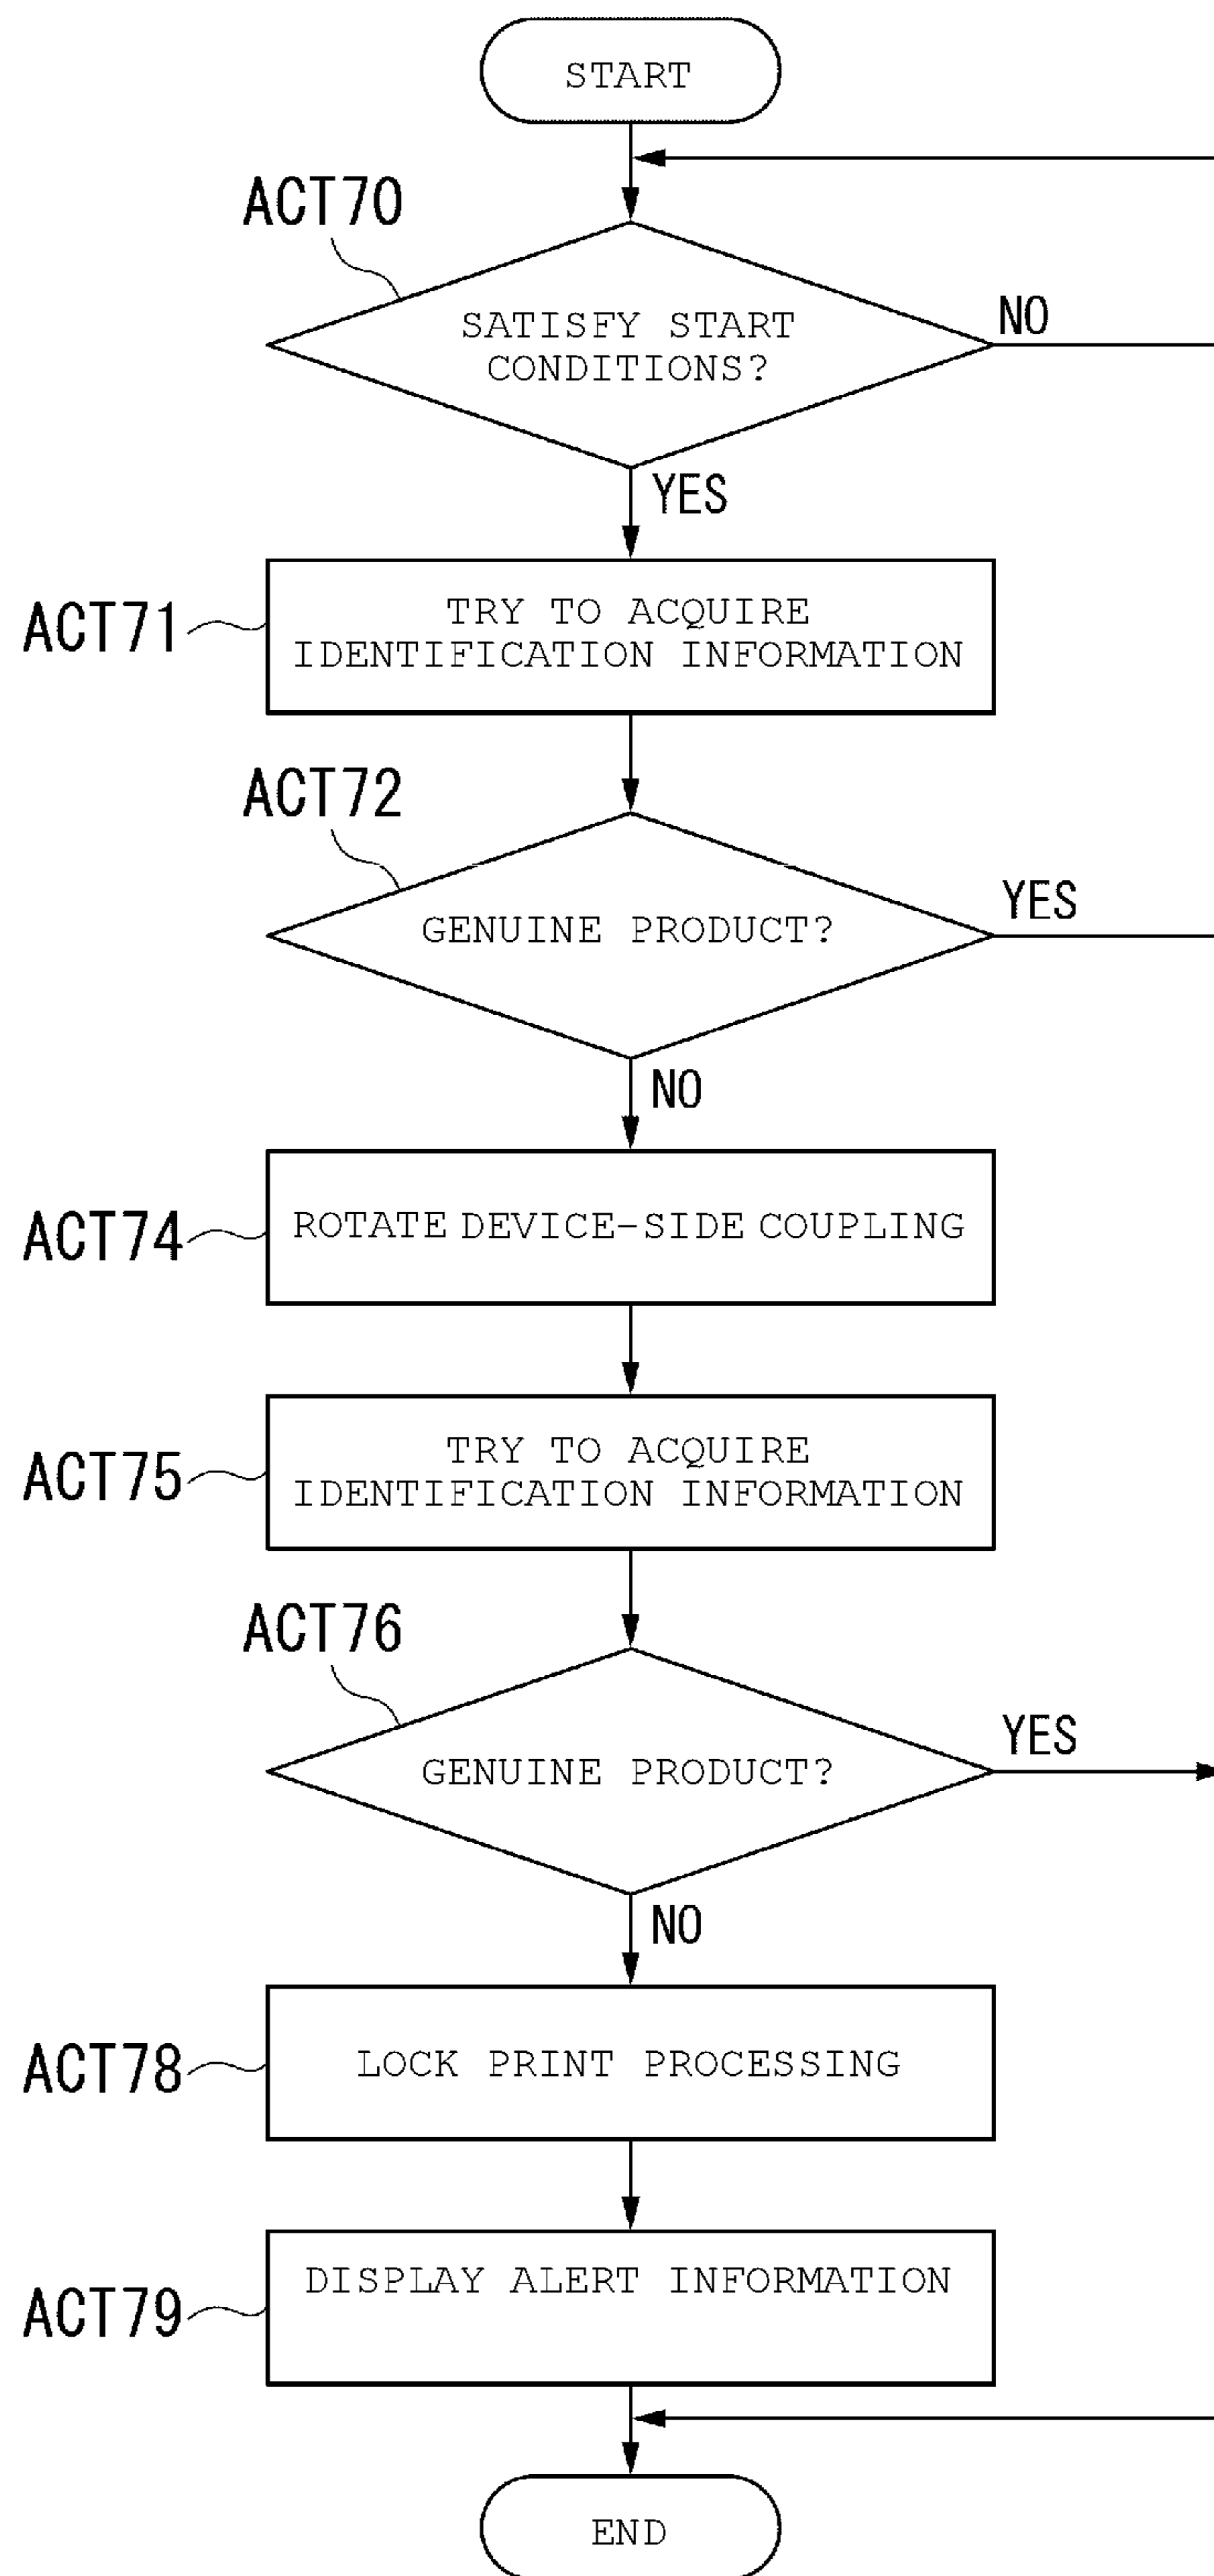 START
ACT70
SATISFY START
CONDITIONS?
NO
YES
ACT71
TRY TO ACQUIRE
IDENTIFICATION INFORMATION
ACT72
GENUINE PRODUCT?
YES
NO
ACT74
ROTATE DEVICE-SIDE COUPLING
ACT75
TRY TO ACQUIRE
IDENTIFICATION INFORMATION
ACT76
GENUINE PRODUCT?
YES
NO
ACT78
LOCK PRINT PROCESSING
ACT79
DISPLAY ALERT INFORMATION
END